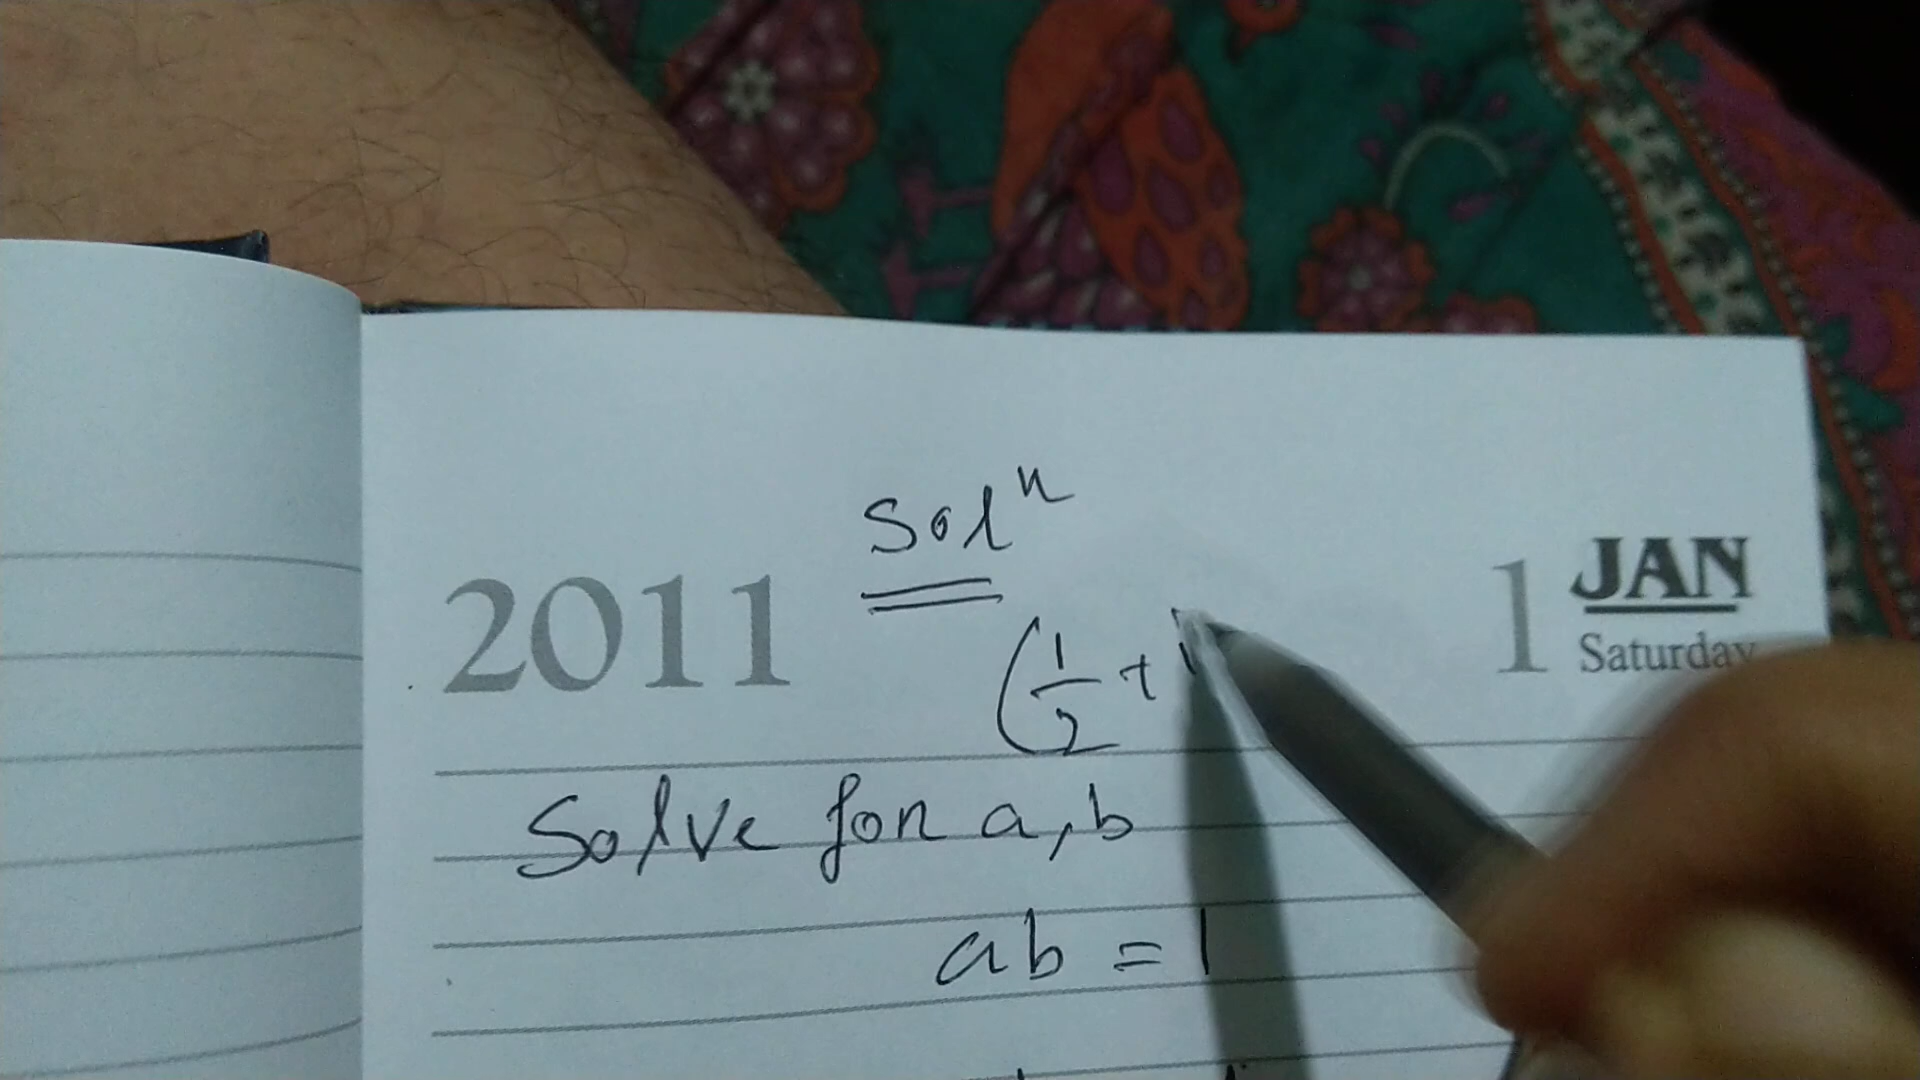 Solⁿ
2011
1 JAN
Saturday
(1/2 +
Solve for a, b
ab = 1